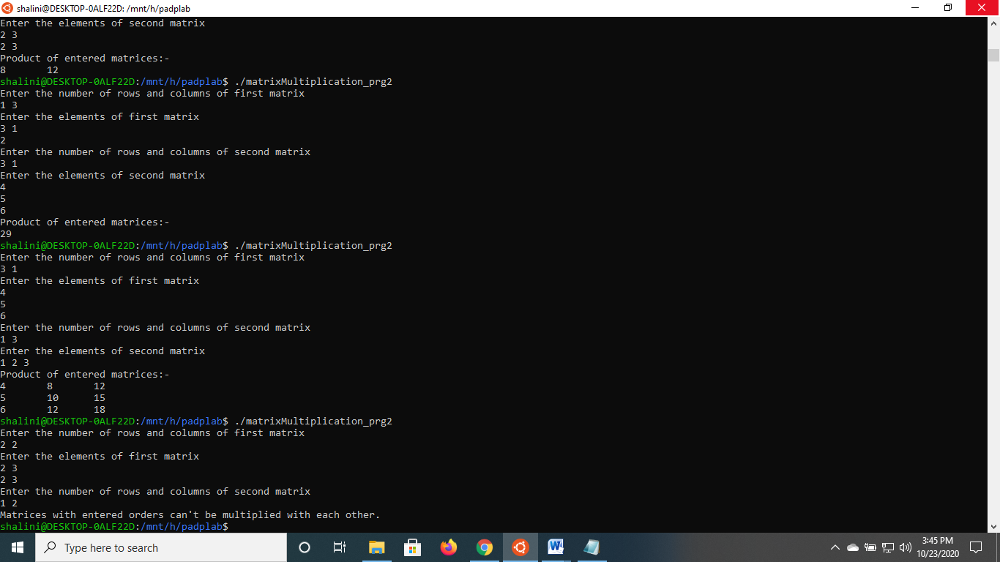 shalini@DESKTOP-0ALF22D: /mnt/h/padplab
Enter the elements of second matrix
2 3
2 3
Product of entered matrices:-
8 12
shalini@DESKTOP-0ALF22D:/mnt/h/padplab$ ./matrixMultiplication_prg2
Enter the number of rows and columns of first matrix
1 3
Enter the elements of first matrix
3 1
2
Enter the number of rows and columns of second matrix
3 1
Enter the elements of second matrix
4
5
6
Product of entered matrices:-
29
shalini@DESKTOP-0ALF22D:/mnt/h/padplab$ ./matrixMultiplication_prg2
Enter the number of rows and columns of first matrix
3 1
Enter the elements of first matrix
4
5
6
Enter the number of rows and columns of second matrix
1 3
Enter the elements of second matrix
1 2 3
Product of entered matrices:-
4 8 12
5 10 15
6 12 18
shalini@DESKTOP-0ALF22D:/mnt/h/padplab$ ./matrixMultiplication_prg2
Enter the number of rows and columns of first matrix
2 2
Enter the elements of first matrix
2 3
2 3
Enter the number of rows and columns of second matrix
1 2
Matrices with entered orders can't be multiplied with each other.
shalini@DESKTOP-0ALF22D:/mnt/h/padplab$
Type here to search
W
3:45 PM
10/23/2020